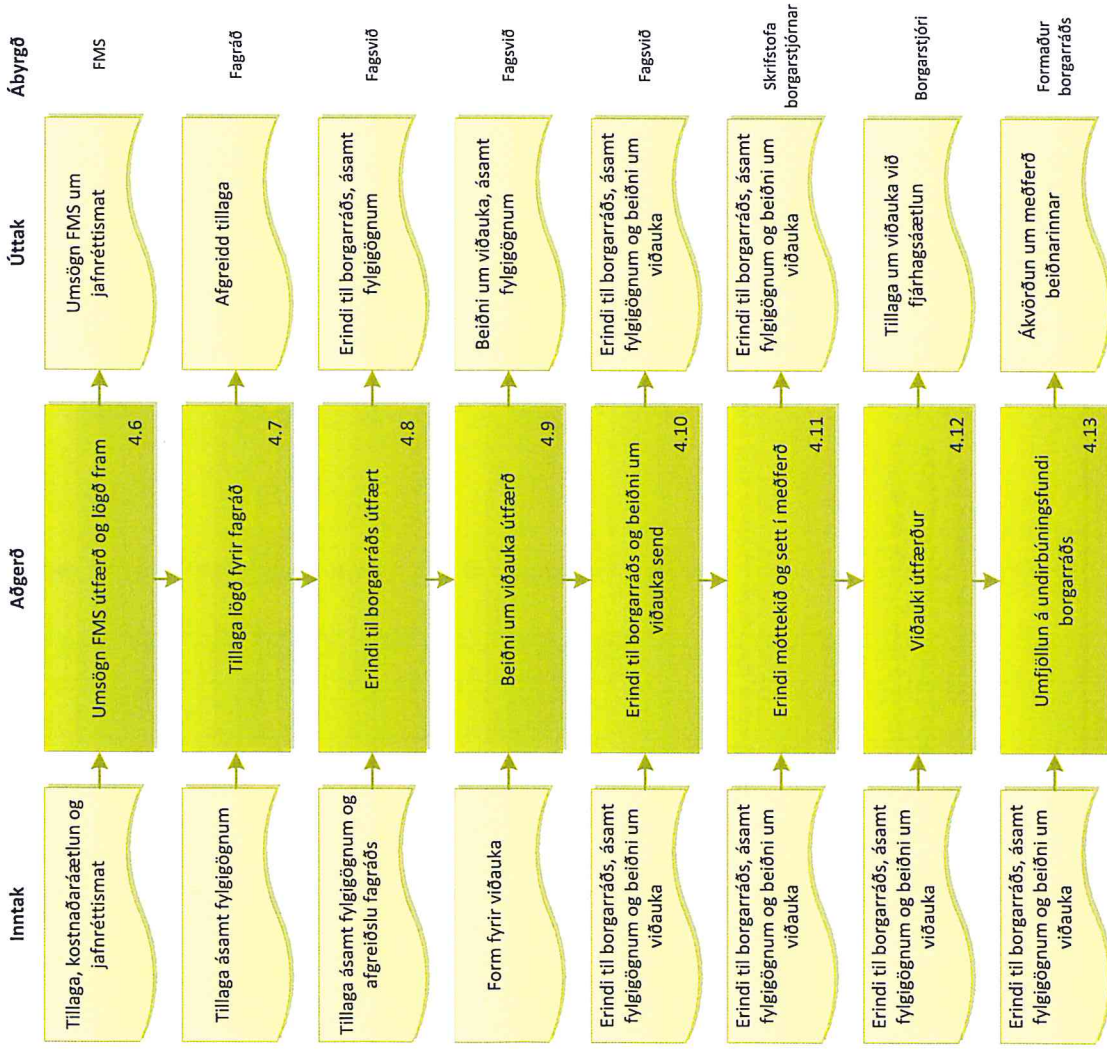 Inntak
Aðgerð
Úttak
Ábyrgð
Tillaga, kostnaðaráætlun og
jafnréttismat
Umsögn FMS útfærð og lögð fram
4.6
Umsögn FMS um
jafnréttismat
FMS
Tillaga ásamt fylgigögnum
Tillaga lögð fyrir fagráð
4.7
Afgreidd tillaga
Fagráð
Tillaga ásamt fylgigögnum og
afgreiðslu fagráðs
Erindi til borgarráðs útfært
4.8
Erindi til borgarráðs, ásamt
fylgigögnum
Fagsvið
Form fyrir viðauka
Beiðni um viðauka útfærð
4.9
Beiðni um viðauka, ásamt
fylgigögnum
Fagsvið
Erindi til borgarráðs, ásamt
fylgigögnum og beiðni um
viðauka
Erindi til borgarráðs og beiðni um
viðauka send
4.10
Erindi til borgarráðs, ásamt
fylgigögnum og beiðni um
viðauka
Fagsvið
Erindi til borgarráðs, ásamt
fylgigögnum og beiðni um
viðauka
Erindi móttekið og sett í meðferð
4.11
Erindi til borgarráðs, ásamt
fylgigögnum og beiðni um
viðauka
Skrifstofa
borgarstjórnar
Erindi til borgarráðs, ásamt
fylgigögnum og beiðni um
viðauka
Viðauki útfærður
4.12
Tillaga um viðauka við
fjárhagsáætlun
Borgarstjóri
Erindi til borgarráðs, ásamt
fylgigögnum og beiðni um
viðauka
Umfjöllun á undirbúningsfundi
borgarráðs
4.13
Ákvörðun um meðferð
beiðnarinnar
Formaður
borgarráðs